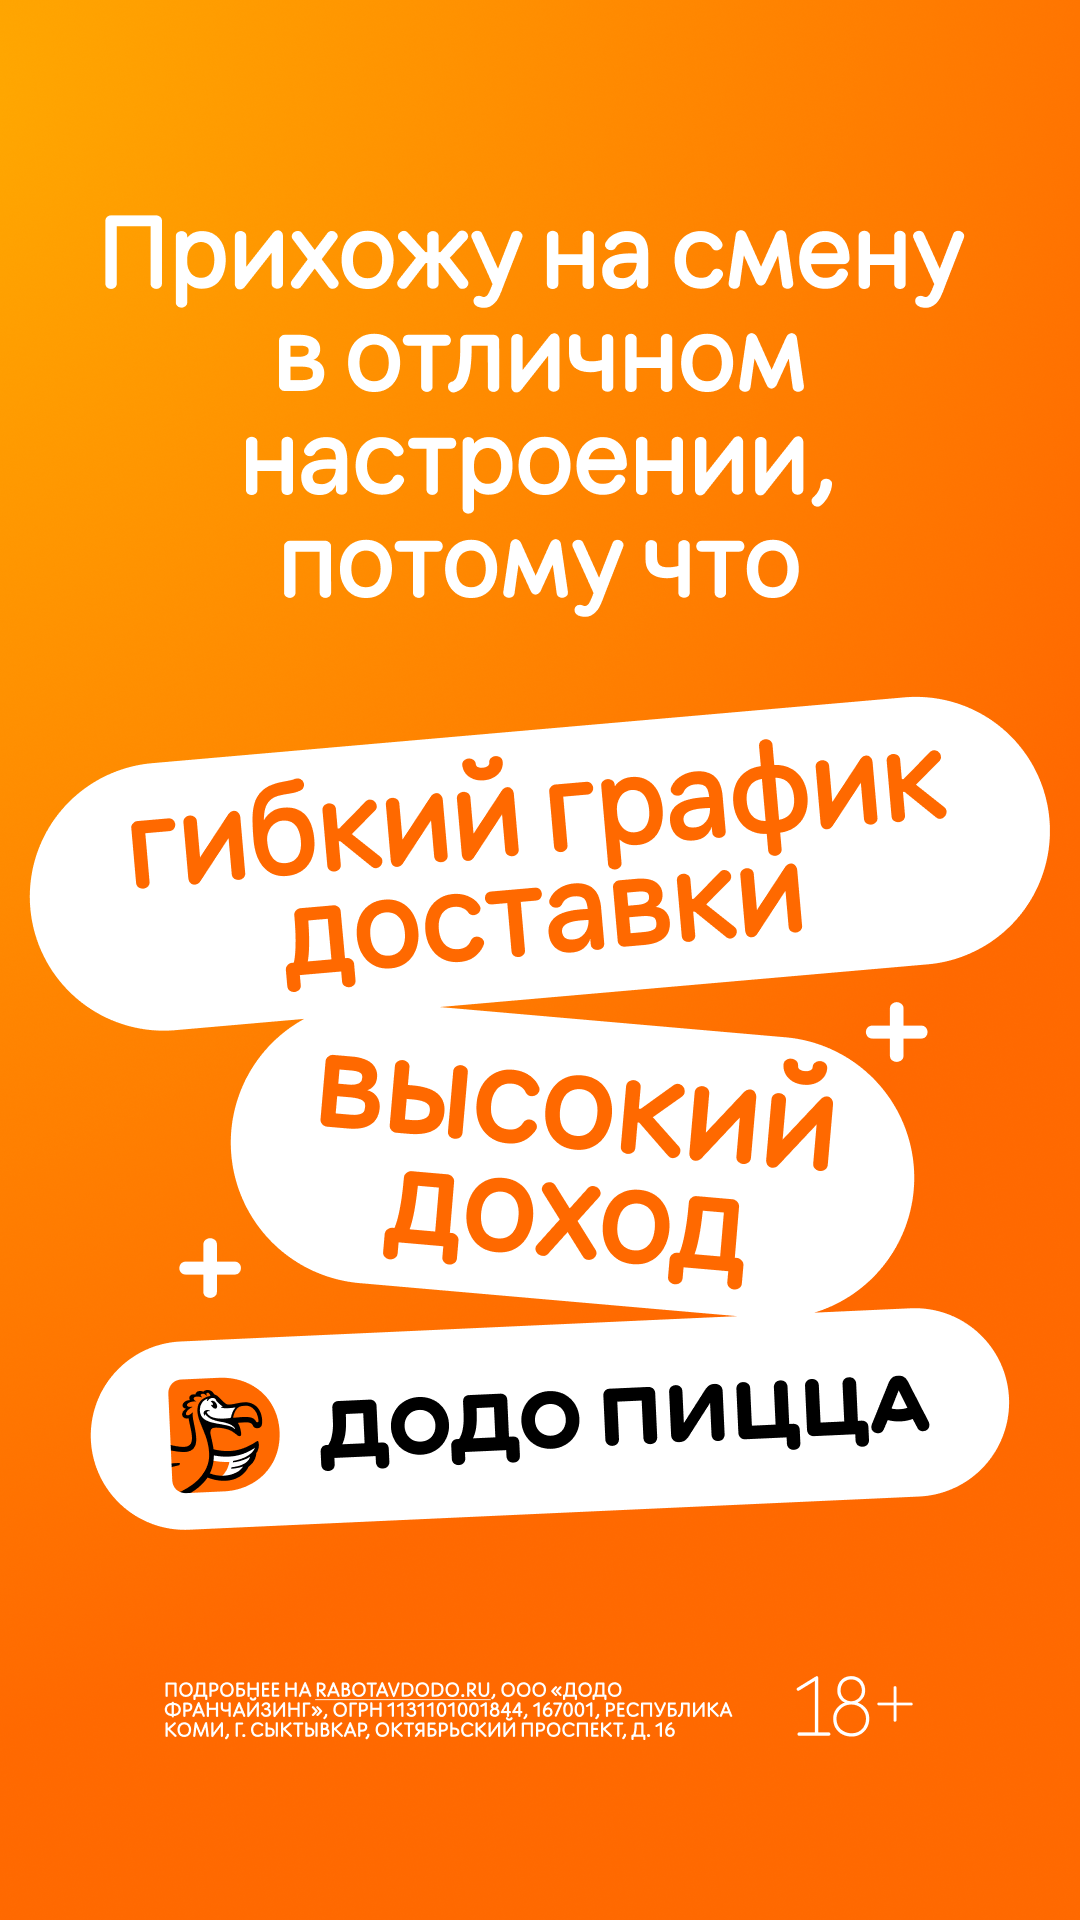 Прихожу на смену
в отличном
настроении,
потому что
гибкий график
доставки
+
высокий
доход
+
ДОДО ПИЦЦА
ПОДРОБНЕЕ НА RABOTAVDODO.RU, ООО «ДОДО
ФРАНЧАЙЗИНГ», ОГРН 1131101001844, 167001, РЕСПУБЛИКА
КОМИ, Г. СЫКТЫВКАР, ОКТЯБРЬСКИЙ ПРОСПЕКТ, Д. 16
18+